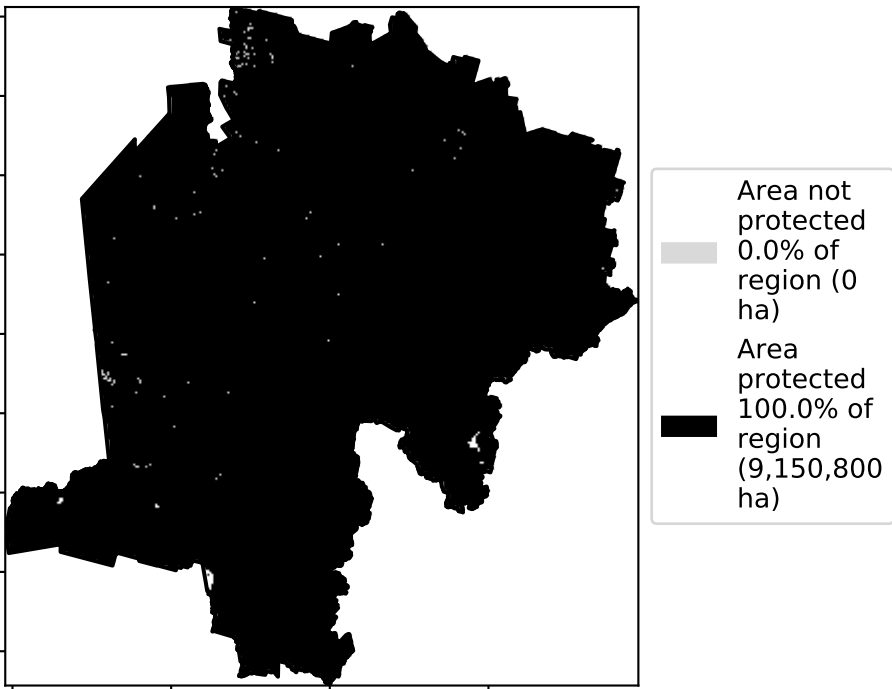 Area not
protected
0.0% of
region (0
ha)
Area
protected
100.0% of
region
(9,150,800
ha)